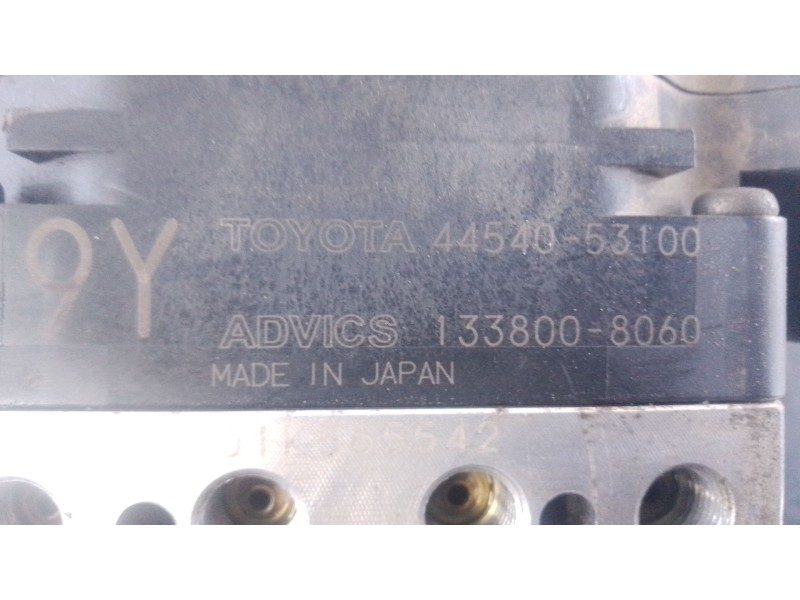 9Y
TOYOTA 44540-53100
ADVICS 133800-8060
MADE IN JAPAN